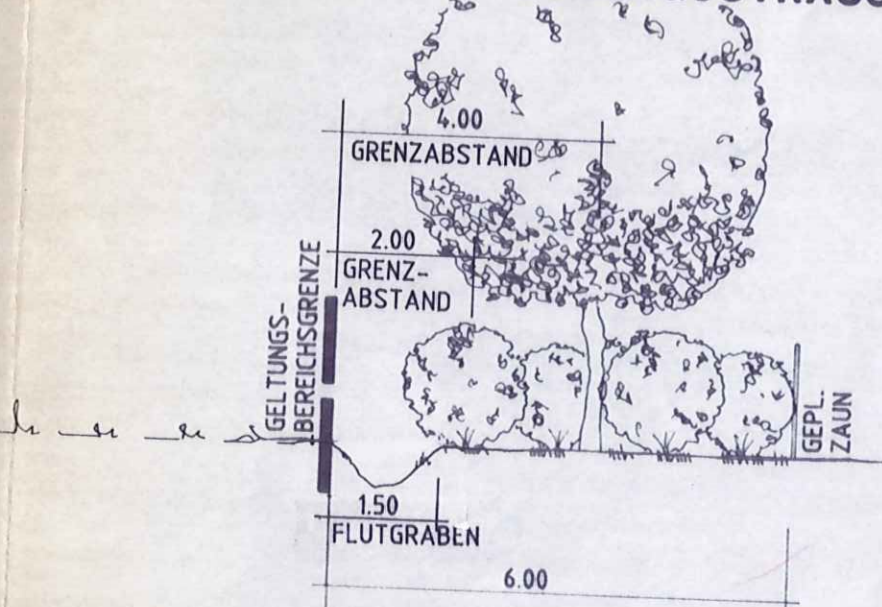 4.00
GRENZABSTAND
2.00
GRENZ-
ABSTAND
GELTUNGS-
BEREICHSGRENZE
GEPL.
ZAUN
1.50
FLUTGRABEN
6.00